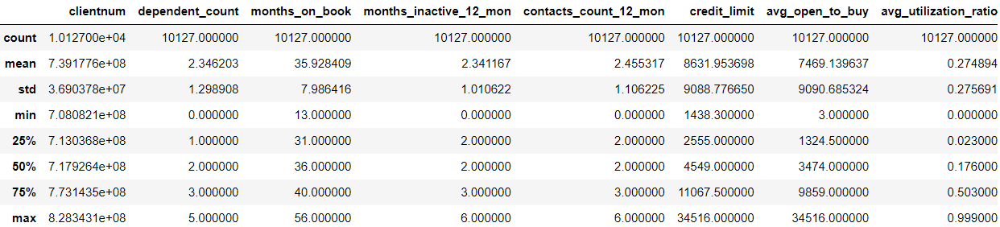 clientnum dependent_count months_on_book months_inactive_12_mon contacts_count_12_mon credit_limit avg_open_to_buy avg_utilization_ratio
count 1.012700e+04 10127.000000 10127.000000 10127.000000 10127.000000 10127.000000 10127.000000 10127.000000
mean 7.391776e+08 2.346203 35.928409 2.341167 2.455317 8631.953698 7469.139637 0.274894
std 3.690378e+07 1.298908 7.986416 1.010622 1.106225 9088.776650 9090.685324 0.275691
min 7.080821e+08 0.000000 13.000000 0.000000 0.000000 1438.300000 3.000000 0.000000
25% 7.130368e+08 1.000000 31.000000 2.000000 2.000000 2555.000000 1324.500000 0.023000
50% 7.179264e+08 2.000000 36.000000 2.000000 2.000000 4549.000000 3474.000000 0.176000
75% 7.731435e+08 3.000000 40.000000 3.000000 3.000000 11067.500000 9859.000000 0.503000
max 8.283431e+08 5.000000 56.000000 6.000000 6.000000 34516.000000 34516.000000 0.999000